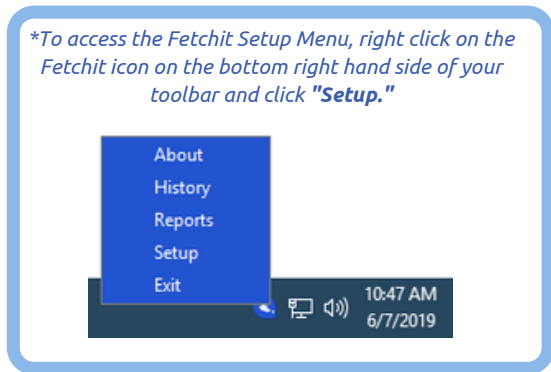 *To access the Fetchit Setup Menu, right click on the
Fetchit icon on the bottom right hand side of your
toolbar and click "Setup."
About
History
Reports
Setup
Exit
10:47 AM
6/7/2019